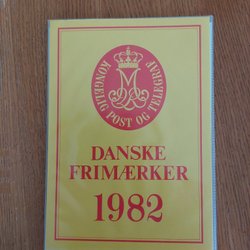 KONGELIG POST OG TELEGRAF
DANSKE
FRIMÆRKER
1982